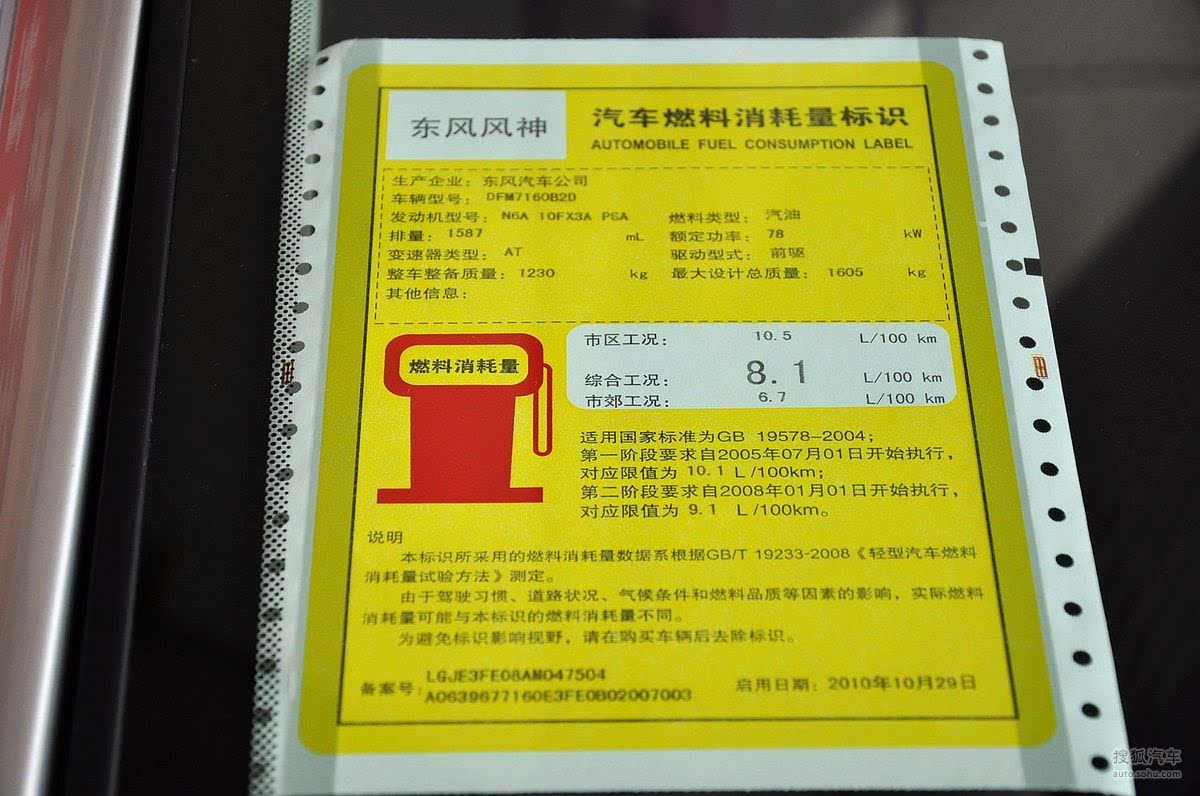 东风风神
汽车燃料消耗量标识
AUTOMOBILE FUEL CONSUMPTION LABEL
生产企业：东风汽车公司
车辆型号：DFM7160B2D
发动机型号：N6A 10FX3A PSA 燃料类型：汽油
排量：1587 mL 额定功率：78 kW
变速器类型：AT 驱动型式：前驱
整车整备质量：1230 kg 最大设计总质量：1605 kg
其他信息：
燃料消耗量
市区工况：10.5 L/100 km
综合工况：8.1 L/100 km
市郊工况：6.7 L/100 km
适用国家标准为GB 19578-2004；
第一阶段要求自2005年07月01日开始执行，
对应限值为 10.1 L/100km；
第二阶段要求自2008年01月01日开始执行，
对应限值为 9.1 L/100km。
说明
本标识所采用的燃料消耗量数据系根据GB/T 19233-2008《轻型汽车燃料
消耗量试验方法》测定。
由于驾驶习惯、道路状况、气候条件和燃料品质等因素的影响，实际燃料
消耗量可能与本标识的燃料消耗量不同。
为避免标识影响视野，请在购买车辆后去除标识。
备案号：LGJE3FE08AM047504
A0639677160E3FE0B02007003
启用日期：2010年10月29日
搜狐汽车
auto.sohu.com